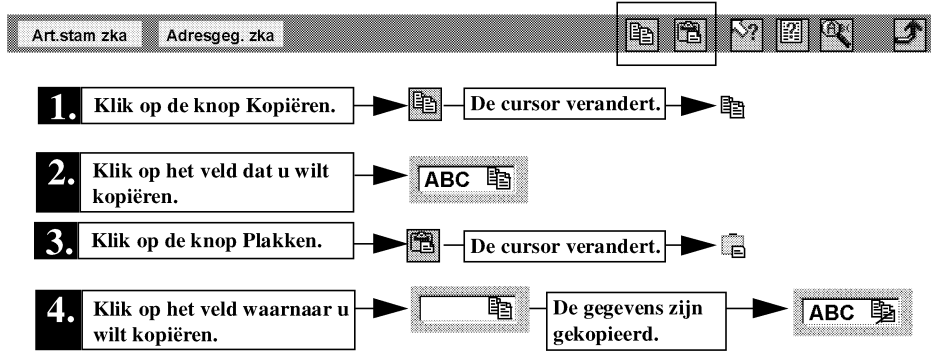 Art.stam zka
Adresgeg. zka
1. Klik op de knop Kopiëren.
De cursor verandert.
2. Klik op het veld dat u wilt
kopiëren.
ABC
3. Klik op de knop Plakken.
De cursor verandert.
4. Klik op het veld waarnaar u
wilt kopiëren.
De gegevens zijn
gekopieerd.
ABC